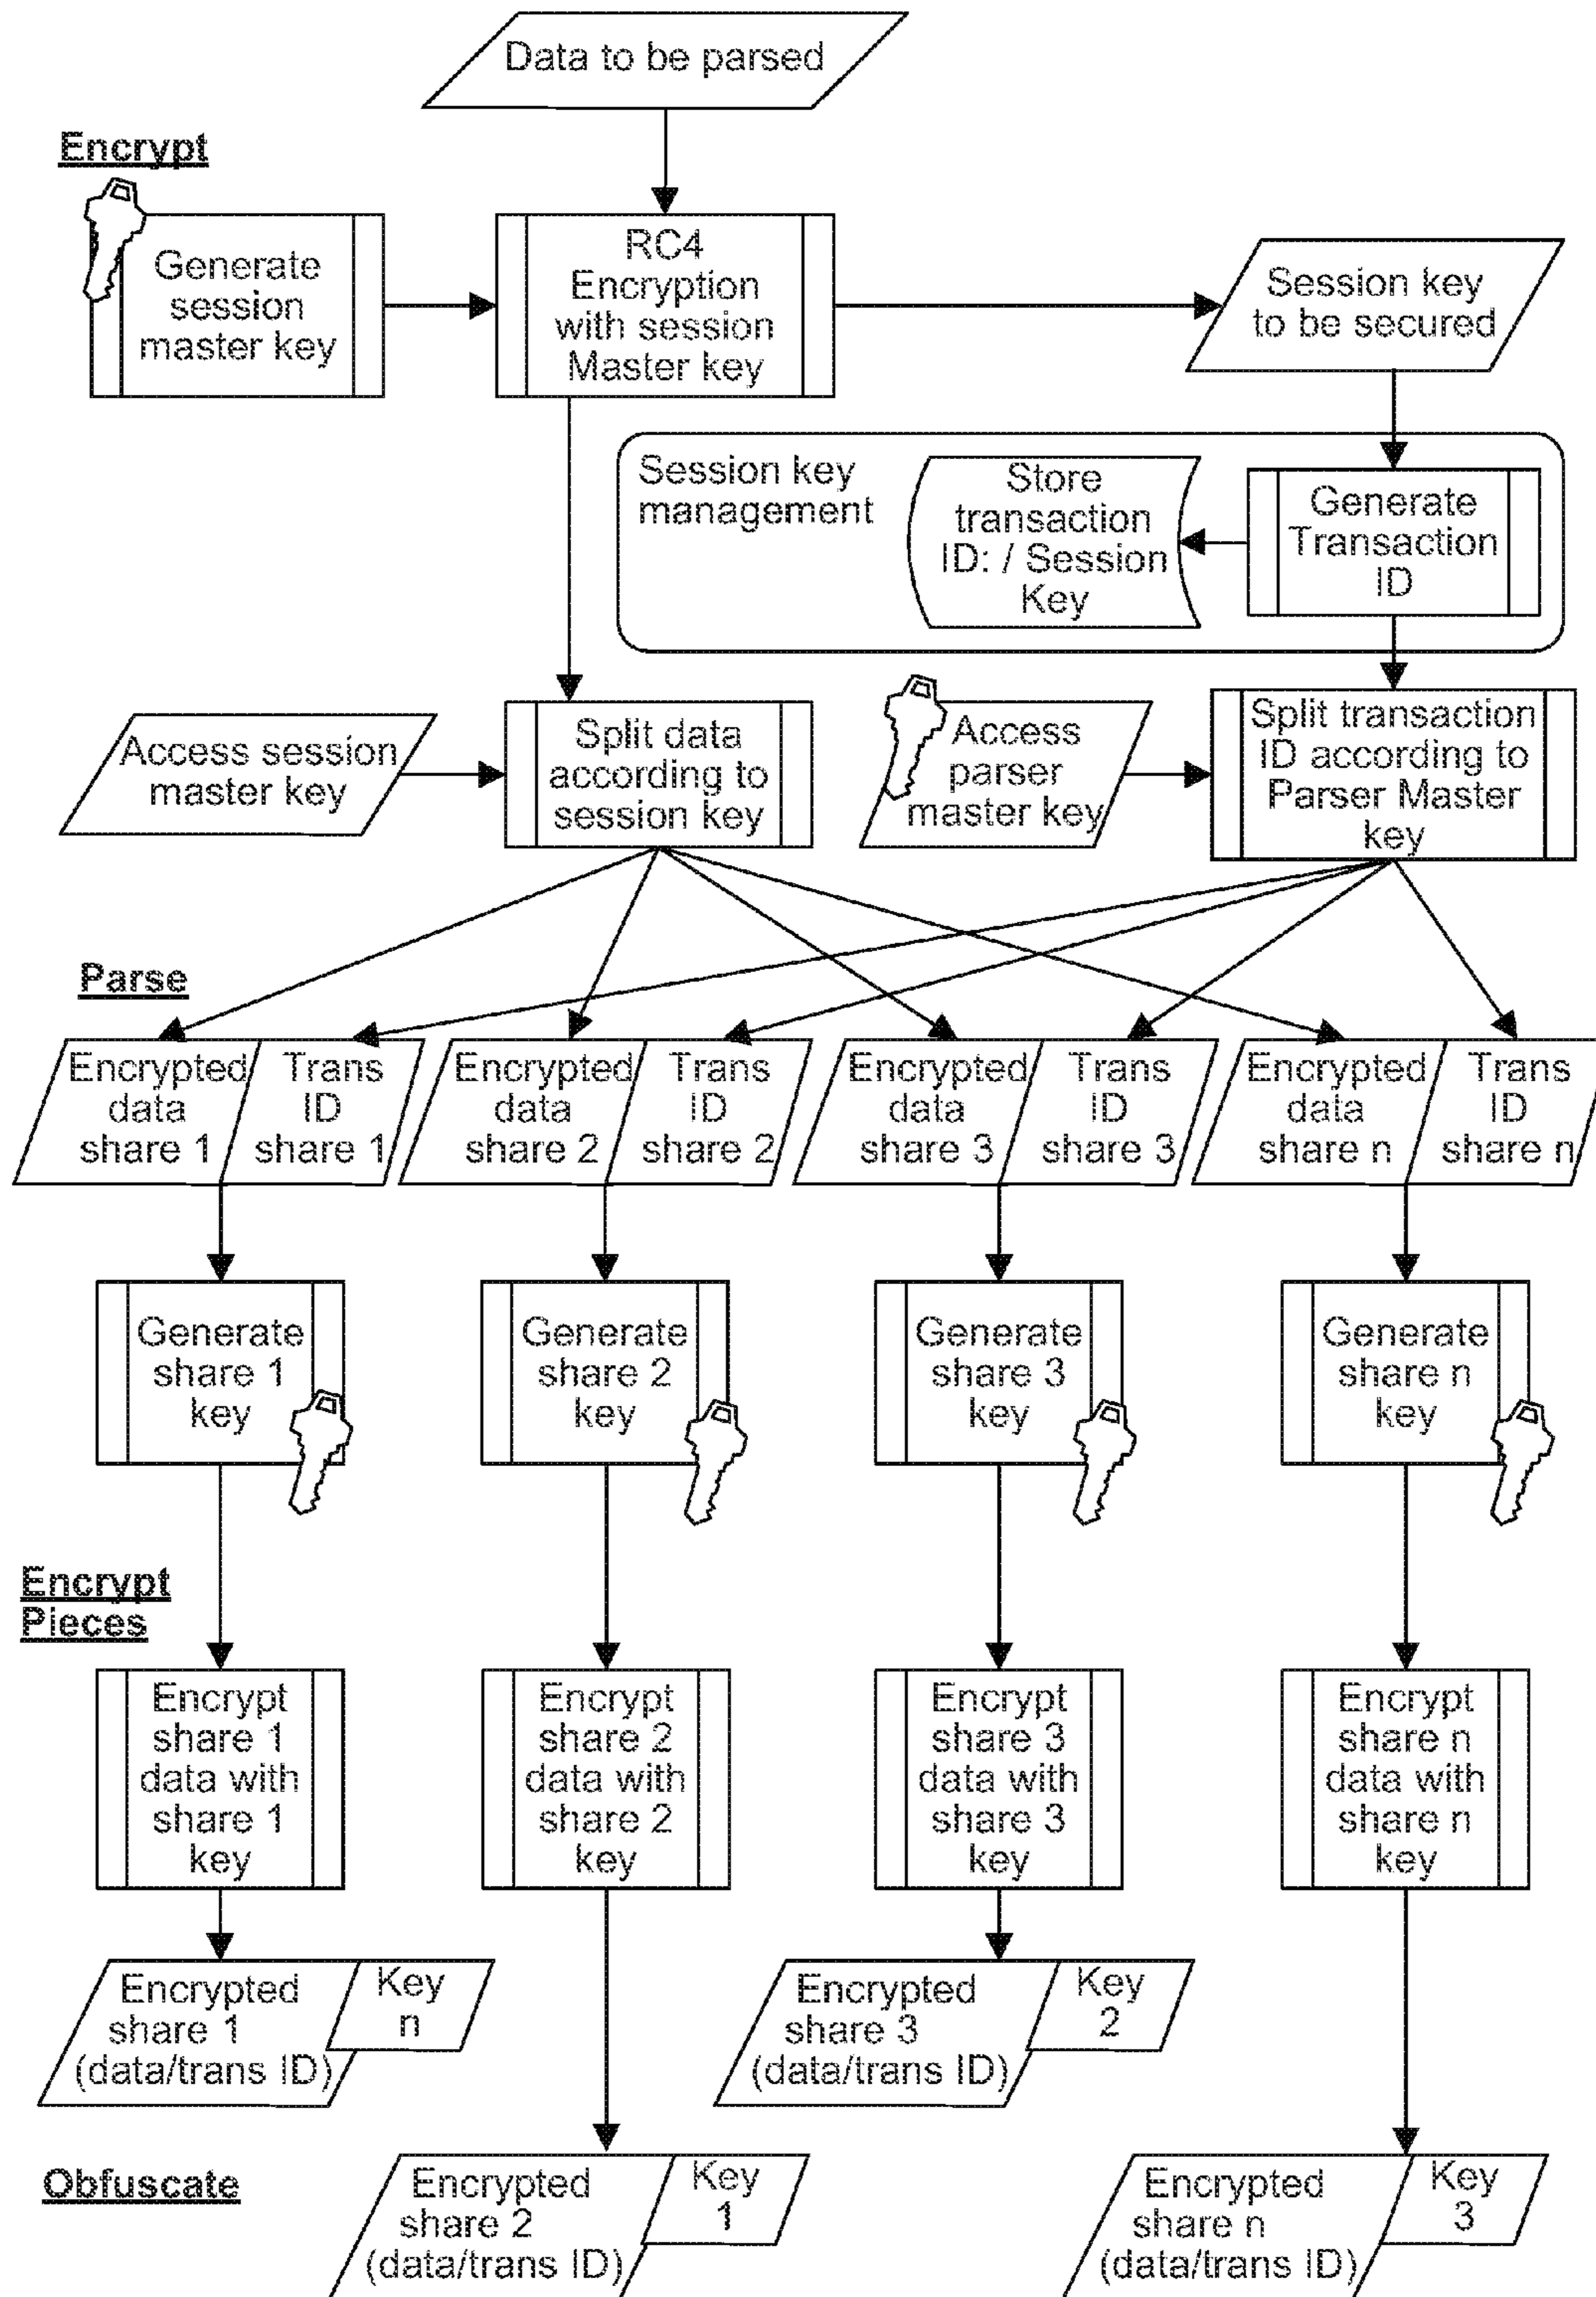 Data to be parsed
Encrypt
Generate
session
master key
RC4
Encryption
with session
Master key
Session key
to be secured
Session key
management
Store
transaction
ID: / Session
Key
Generate
Transaction
ID
Access session
master key
Split data
according to
session key
Access
parser
master key
Split transaction
ID according to
Parser Master
key
Parse
Encrypted
data
share 1
Trans
ID
share 1
Encrypted
data
share 2
Trans
ID
share 2
Encrypted
data
share 3
Trans
ID
share 3
Encrypted
data
share n
Trans
ID
share n
Generate
share 1
key
Generate
share 2
key
Generate
share 3
key
Generate
share n
key
Encrypt
Pieces
Encrypt
share 1
data with
share 1
key
Encrypt
share 2
data with
share 2
key
Encrypt
share 3
data with
share 3
key
Encrypt
share n
data with
share n
key
Encrypted
share 1
(data/trans ID)
Key
n
Encrypted
share 3
(data/trans ID)
Key
2
Obfuscate
Encrypted
share 2
(data/trans ID)
Key
1
Encrypted
share n
(data/trans ID)
Key
3